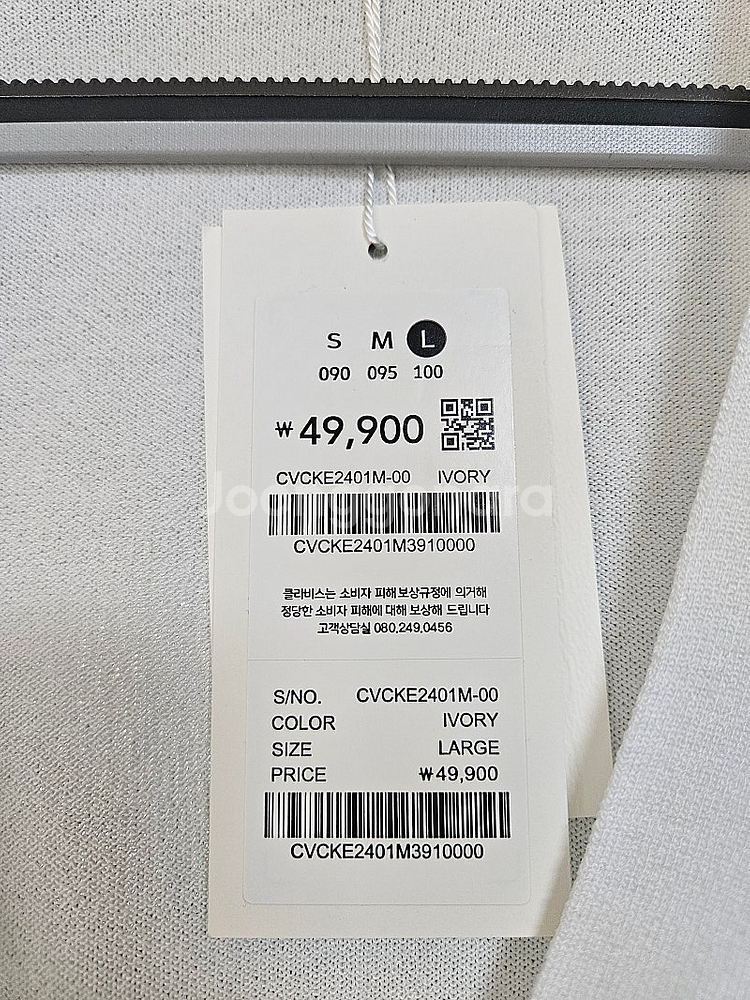 S M L
090 095 100
₩49,900
CVCKE2401M-00 IVORY
Joonggonara
CVCKE2401M3910000
클라비스는 소비자 피해 보상규정에 의거해
정당한 소비자 피해에 대해 보상해 드립니다
고객상담실 080.249.0456
S/NO. CVCKE2401M-00
COLOR IVORY
SIZE LARGE
PRICE ₩49,900
CVCKE2401M3910000